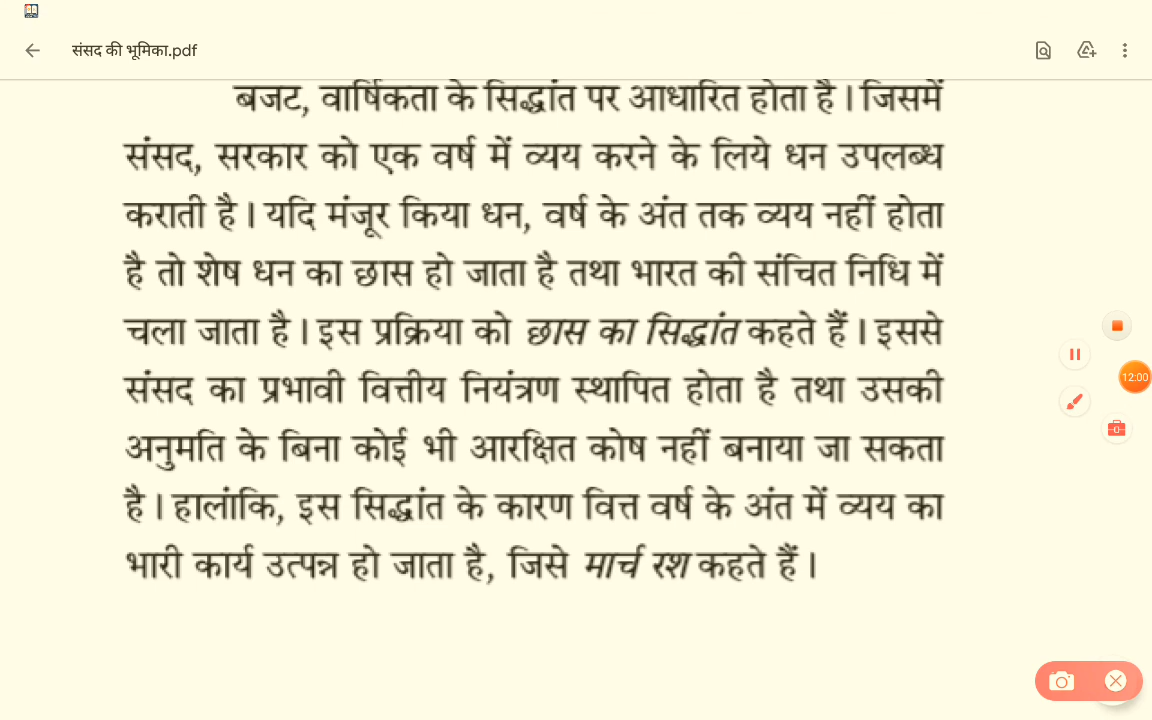 संसद की भूमिका.pdf
बजट, वार्षिकता के सिद्धांत पर आधारित होता है। जिसमें
संसद, सरकार को एक वर्ष में व्यय करने के लिये धन उपलब्ध
कराती है। यदि मंजूर किया धन, वर्ष के अंत तक व्यय नहीं होता
है तो शेष धन का छास हो जाता है तथा भारत की संचित निधि में
चला जाता है। इस प्रक्रिया को छास का सिद्धांत कहते हैं। इससे
संसद का प्रभावी वित्तीय नियंत्रण स्थापित होता है तथा उसकी
अनुमति के बिना कोई भी आरक्षित कोष नहीं बनाया जा सकता
है। हालांकि, इस सिद्धांत के कारण वित्त वर्ष के अंत में व्यय का
भारी कार्य उत्पन्न हो जाता है, जिसे मार्च रश कहते हैं।
12:00